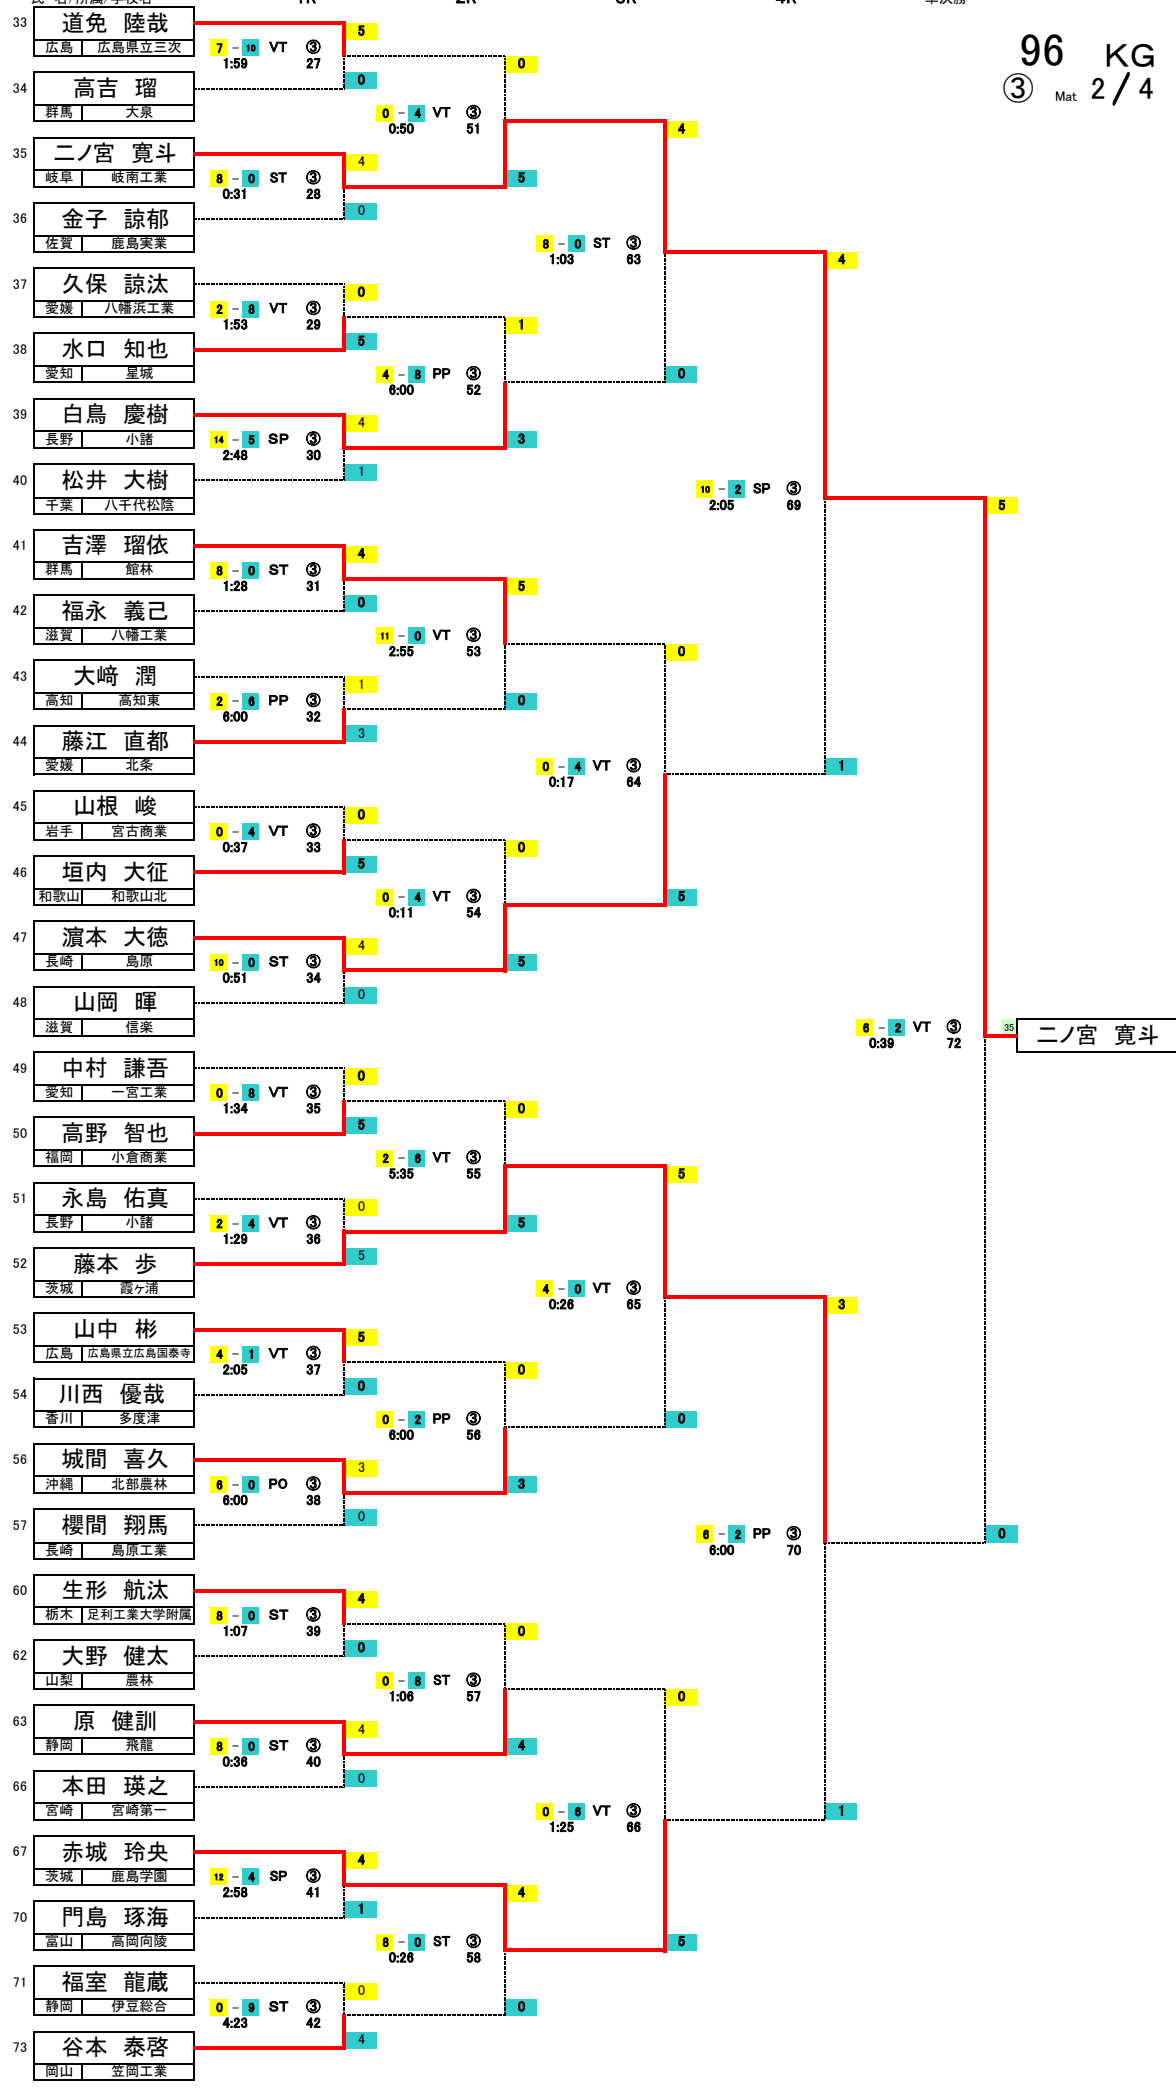 氏 名/所属/学校名 1R 2R 3R 4R 準決勝
96 KG
③ Mat 2 / 4
33 道免 陸哉 5
広島 広島県立三次 7 - 10 VT ③
1:59 27
0
34 高吉 瑠 0
群馬 大泉
0 - 4 VT ③
0:50 51
4
35 二ノ宮 寛斗 4
岐阜 岐南工業 8 - 0 ST ③ 5
0:31 28
0
36 金子 諒郁
佐賀 鹿島実業
8 - 0 ST ③
1:03 63
4
37 久保 諒汰 0
愛媛 八幡浜工業 2 - 8 VT ③
1:53 29
1
38 水口 知也 5
愛知 星城
4 - 8 PP ③
6:00 52
0
39 白鳥 慶樹 4
長野 小諸 14 - 5 SP ③ 3
2:48 30
40 松井 大樹 1
千葉 八千代松陰
10 - 2 SP ③
2:05 69
5
41 吉澤 瑠依 4
群馬 館林 8 - 0 ST ③
1:28 31
5
42 福永 義己 0
滋賀 八幡工業
11 - 0 VT ③
2:55 53
0
43 大﨑 潤 1
高知 高知東 2 - 6 PP ③ 0
6:00 32
44 藤江 直都 3
愛媛 北条
0 - 4 VT ③ 1
0:17 64
45 山根 峻 0
岩手 宮古商業 0 - 4 VT ③
0:37 33
0
46 垣内 大征 5
和歌山 和歌山北
0 - 4 VT ③ 5
0:11 54
47 濵本 大徳 4
長崎 島原 10 - 0 ST ③ 5
0:51 34
48 山岡 暉 0
滋賀 信楽
6 - 2 VT ③ 35 二ノ宮 寛斗
0:39 72
49 中村 謙吾 0
愛知 一宮工業 0 - 8 VT ③
1:34 35
0
50 高野 智也 5
福岡 小倉商業
2 - 6 VT ③
5:35 55
5
51 永島 佑真 0
長野 小諸 2 - 4 VT ③ 5
1:29 36
52 藤本 歩 5
茨城 霞ヶ浦
4 - 0 VT ③
0:26 65
3
53 山中 彬 5
広島 広島県立広島国泰寺 4 - 1 VT ③
2:05 37
0
54 川西 優哉 0
香川 多度津
0 - 2 PP ③ 0
6:00 56
56 城間 喜久 3
沖縄 北部農林 6 - 0 PO ③ 3
6:00 38
57 櫻間 翔馬 0
長崎 島原工業
6 - 2 PP ③ 0
6:00 70
60 生形 航汰 4
栃木 足利工業大学附属 8 - 0 ST ③
1:07 39
0
62 大野 健太 0
山梨 農林
0 - 8 ST ③
1:06 57
0
63 原 健訓 4
静岡 飛龍 8 - 0 ST ③ 4
0:36 40
66 本田 瑛之 0
宮崎 宮崎第一
0 - 6 VT ③ 1
1:25 66
67 赤城 玲央 4
茨城 鹿島学園 12 - 4 SP ③
2:58 41
4
70 門島 琢海 1
富山 高岡向陵
8 - 0 ST ③ 5
0:26 58
71 福室 龍蔵 0
静岡 伊豆総合 0 - 9 ST ③ 0
4:23 42
73 谷本 泰啓 4
岡山 笠岡工業